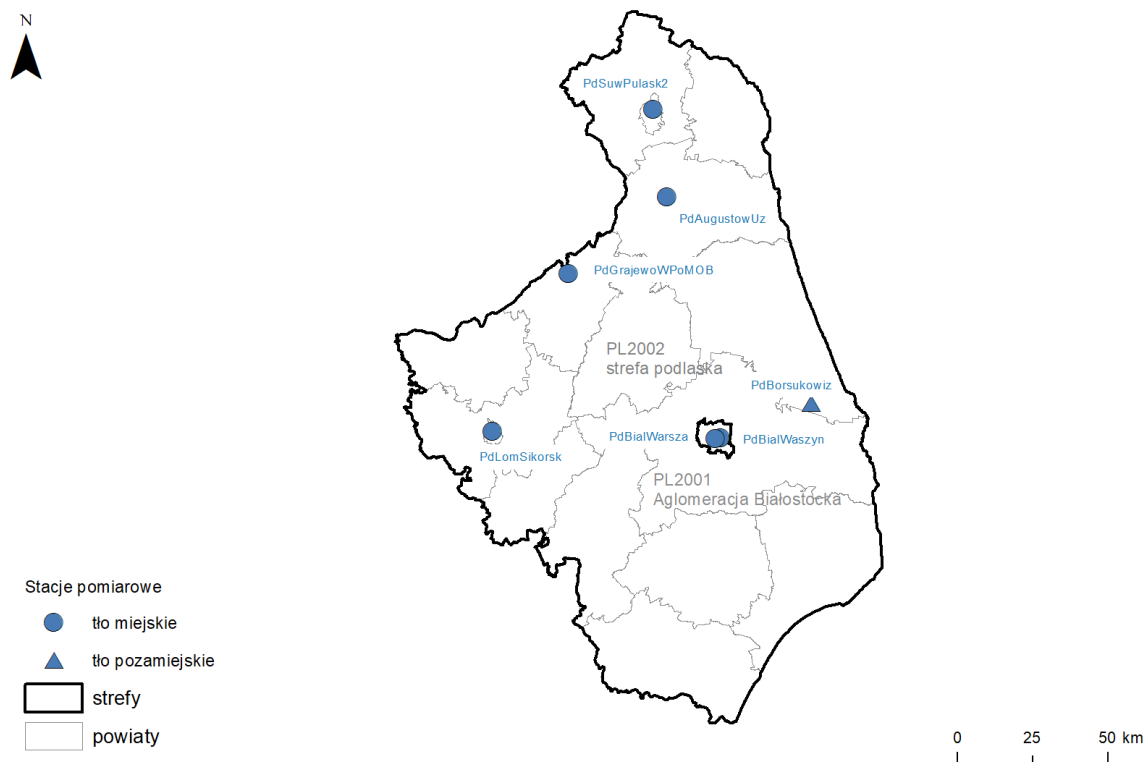 N
PdSuwPulask2
PdAugustowUz
PdGrajewoWPoMOB
PL2002
strefa podlaska
PdBorsukowiz
PdBialWarsza
PdBialWaszyn
PdLomSikorsk
PL2001
Aglomeracja Białostocka
Stacje pomiarowe
tło miejskie
tło pozamiejskie
strefy
powiaty
0 25 50 km